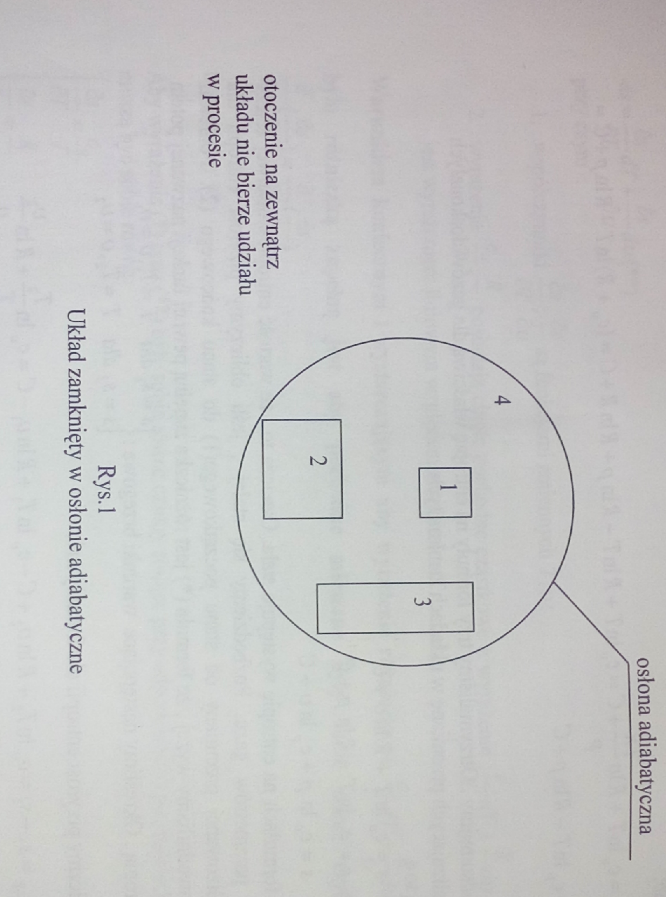 osłona adiabatyczna
4
1
3
2
otoczenie na zewnątrz
układu nie bierze udziału
w procesie
Rys.1
Układ zamknięty w osłonie adiabatyczne